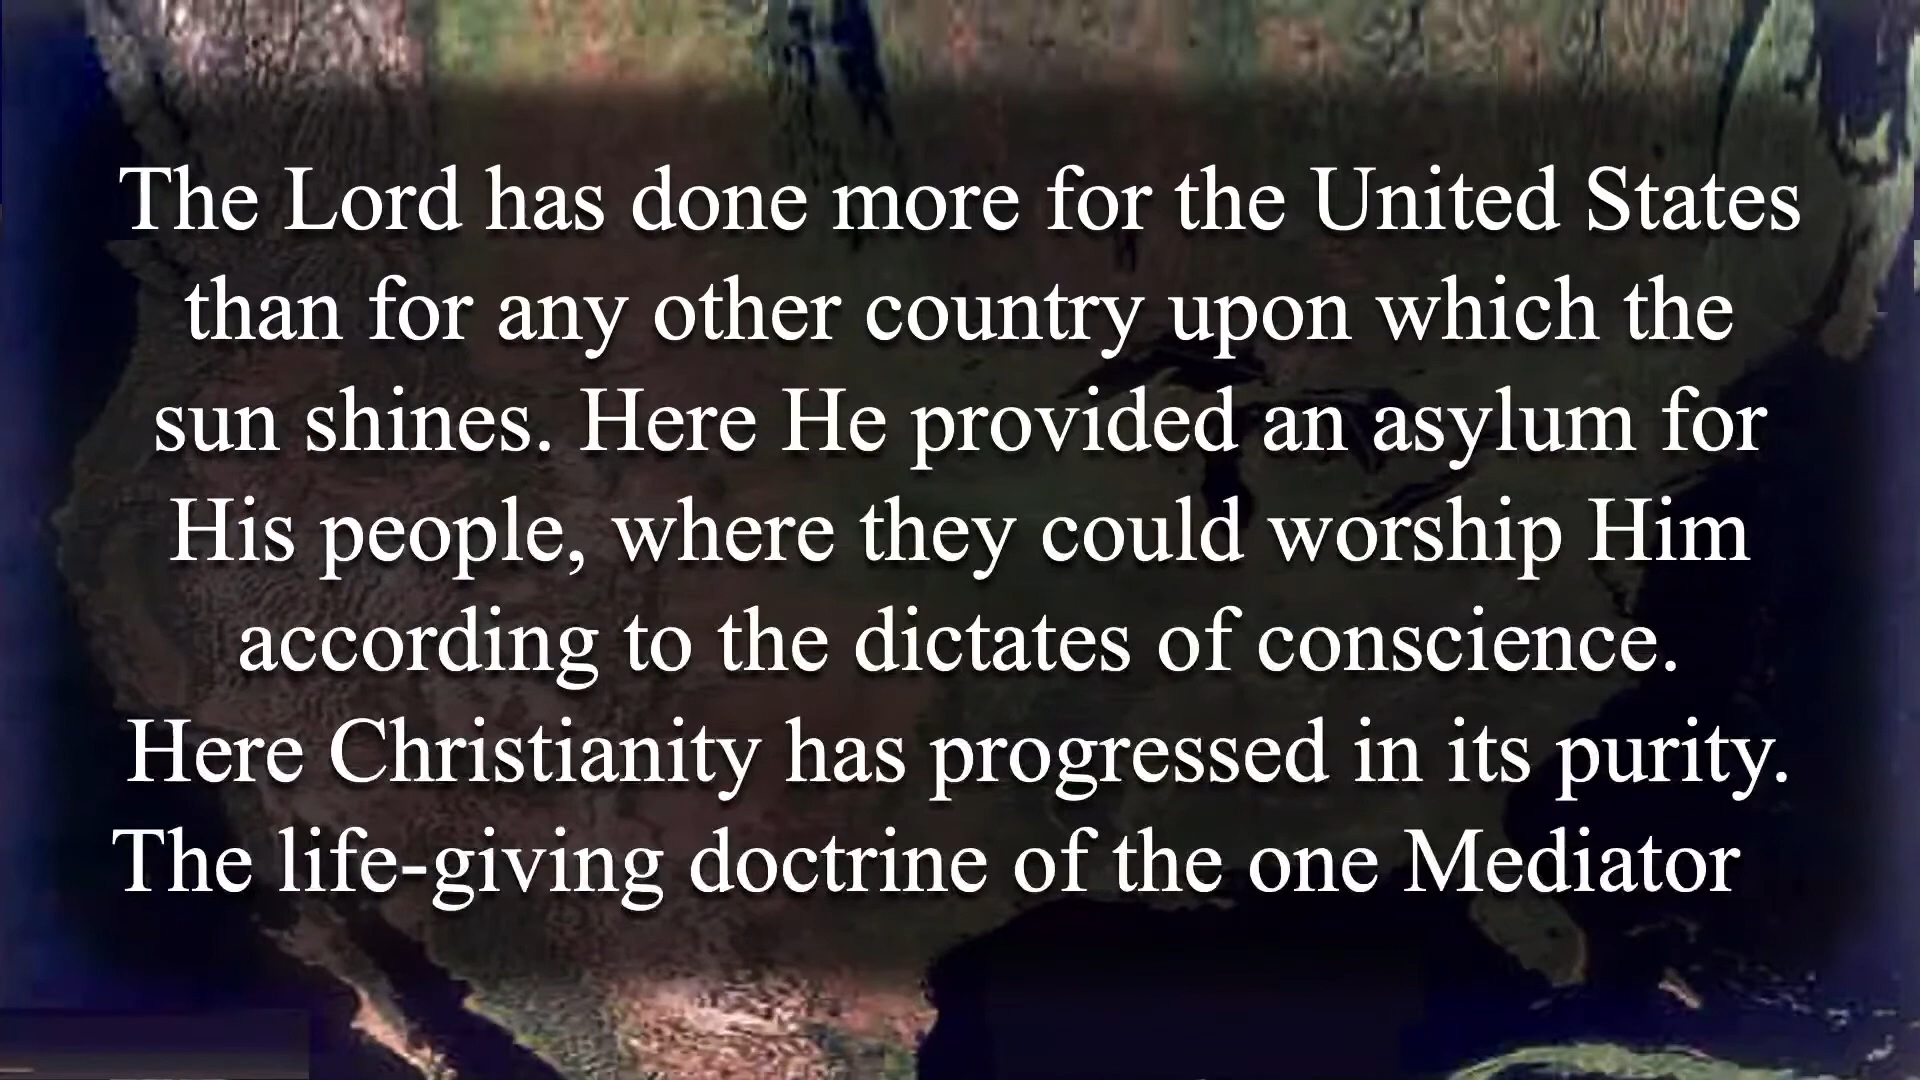 The Lord has done more for the United States
than for any other country upon which the
sun shines. Here He provided an asylum for
His people, where they could worship Him
according to the dictates of conscience.
Here Christianity has progressed in its purity.
The life-giving doctrine of the one Mediator